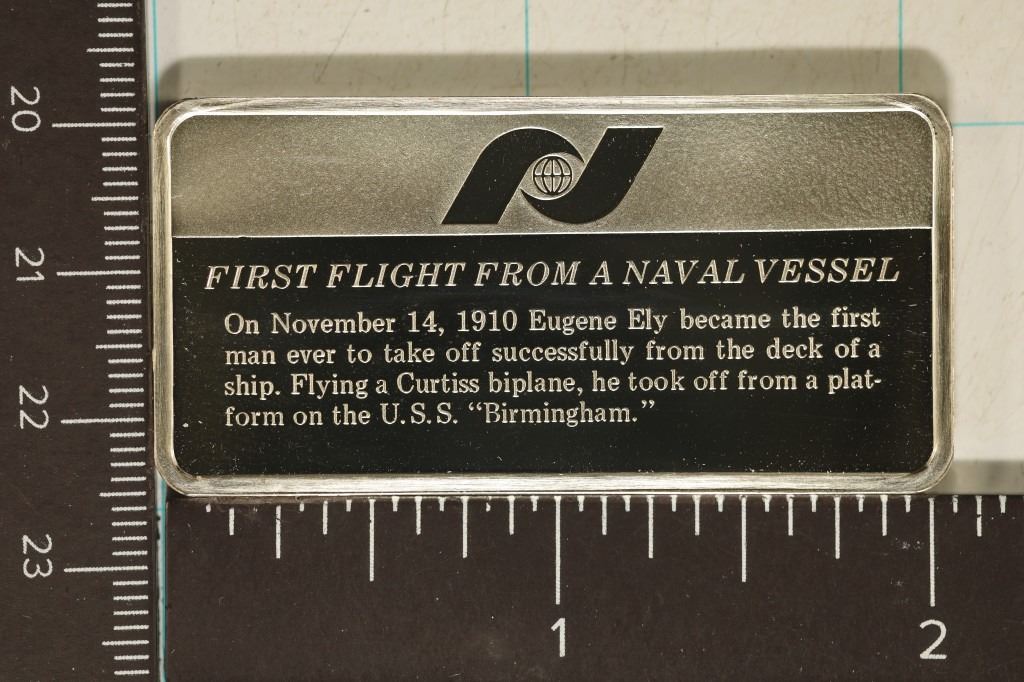 FIRST FLIGHT FROM A NAVAL VESSEL
On November 14, 1910 Eugene Ely became the first
man ever to take off successfully from the deck of a
ship. Flying a Curtiss biplane, he took off from a plat-
form on the U.S.S. “Birmingham.”
20
21
22
23
1
2